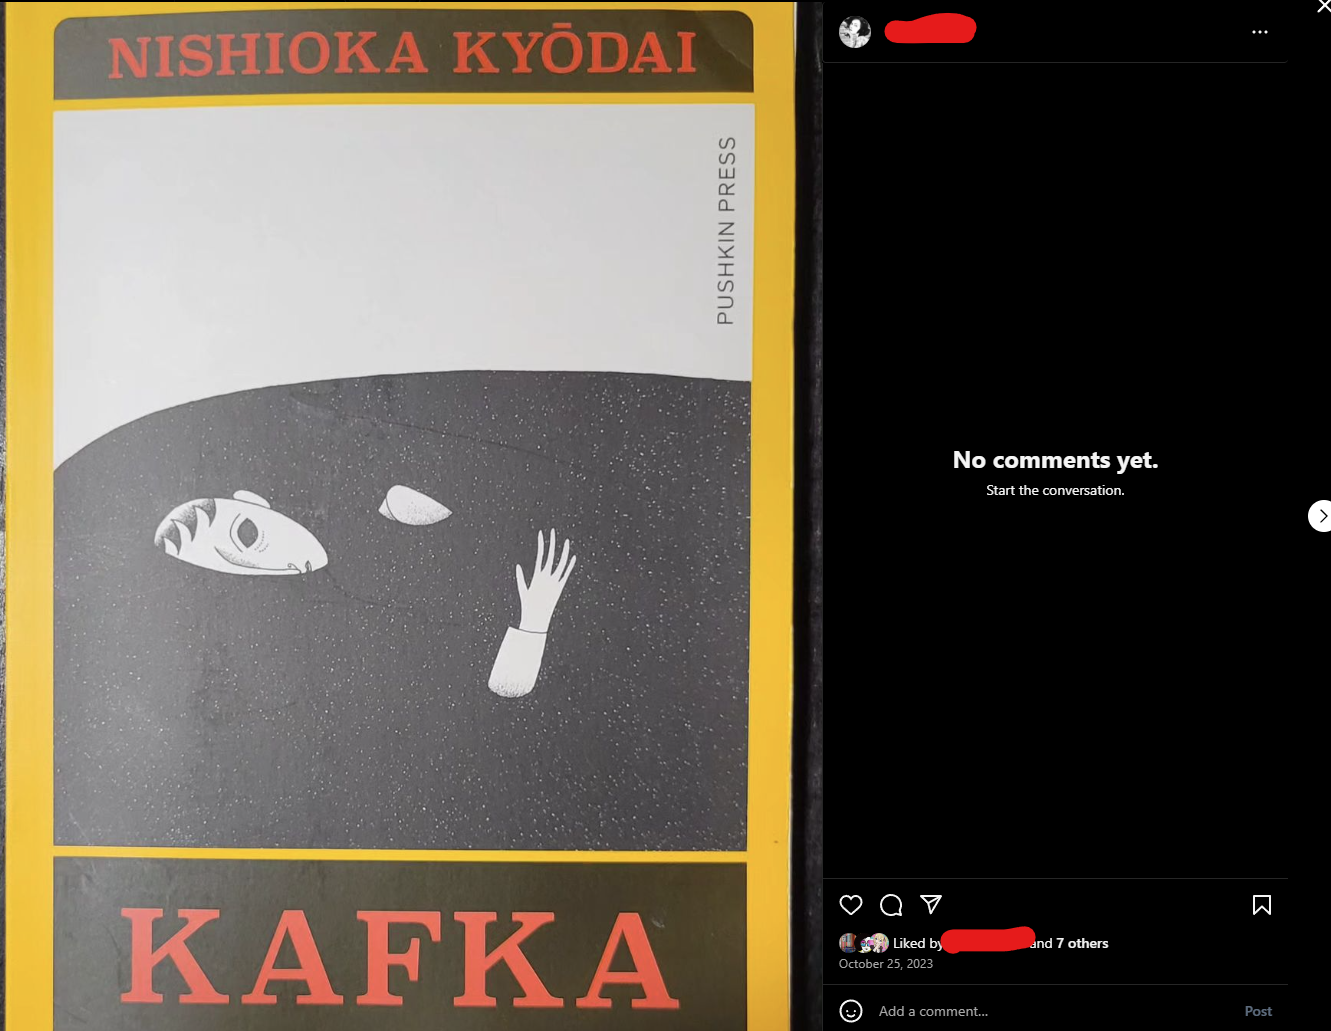 NISHIOKA KYŌDAI
PUSHKIN PRESS
KAFKA
No comments yet.
Start the conversation.
Liked by and 7 others
October 25, 2023
Add a comment...
Post